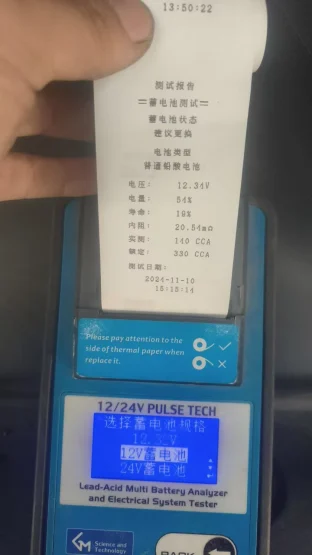 13:50:22
测试报告
==蓄电池测试==
蓄电池状态
建议更换
电池类型
普通铅酸电池
电压: 12.34V
电量: 54%
寿命: 19%
内阻: 20.54mΩ
实测: 140 CCA
额定: 330 CCA
测试日期:
2024-11-10
15:15:14
Please pay attention to the
side of thermal paper when
replace it.
12/24V PULSE TECH
选择蓄电池规格
12.32V
12V蓄电池
24V蓄电池
Lead-Acid Multi Battery Analyzer
and Electrical System Tester
Science and
Technology
BACK